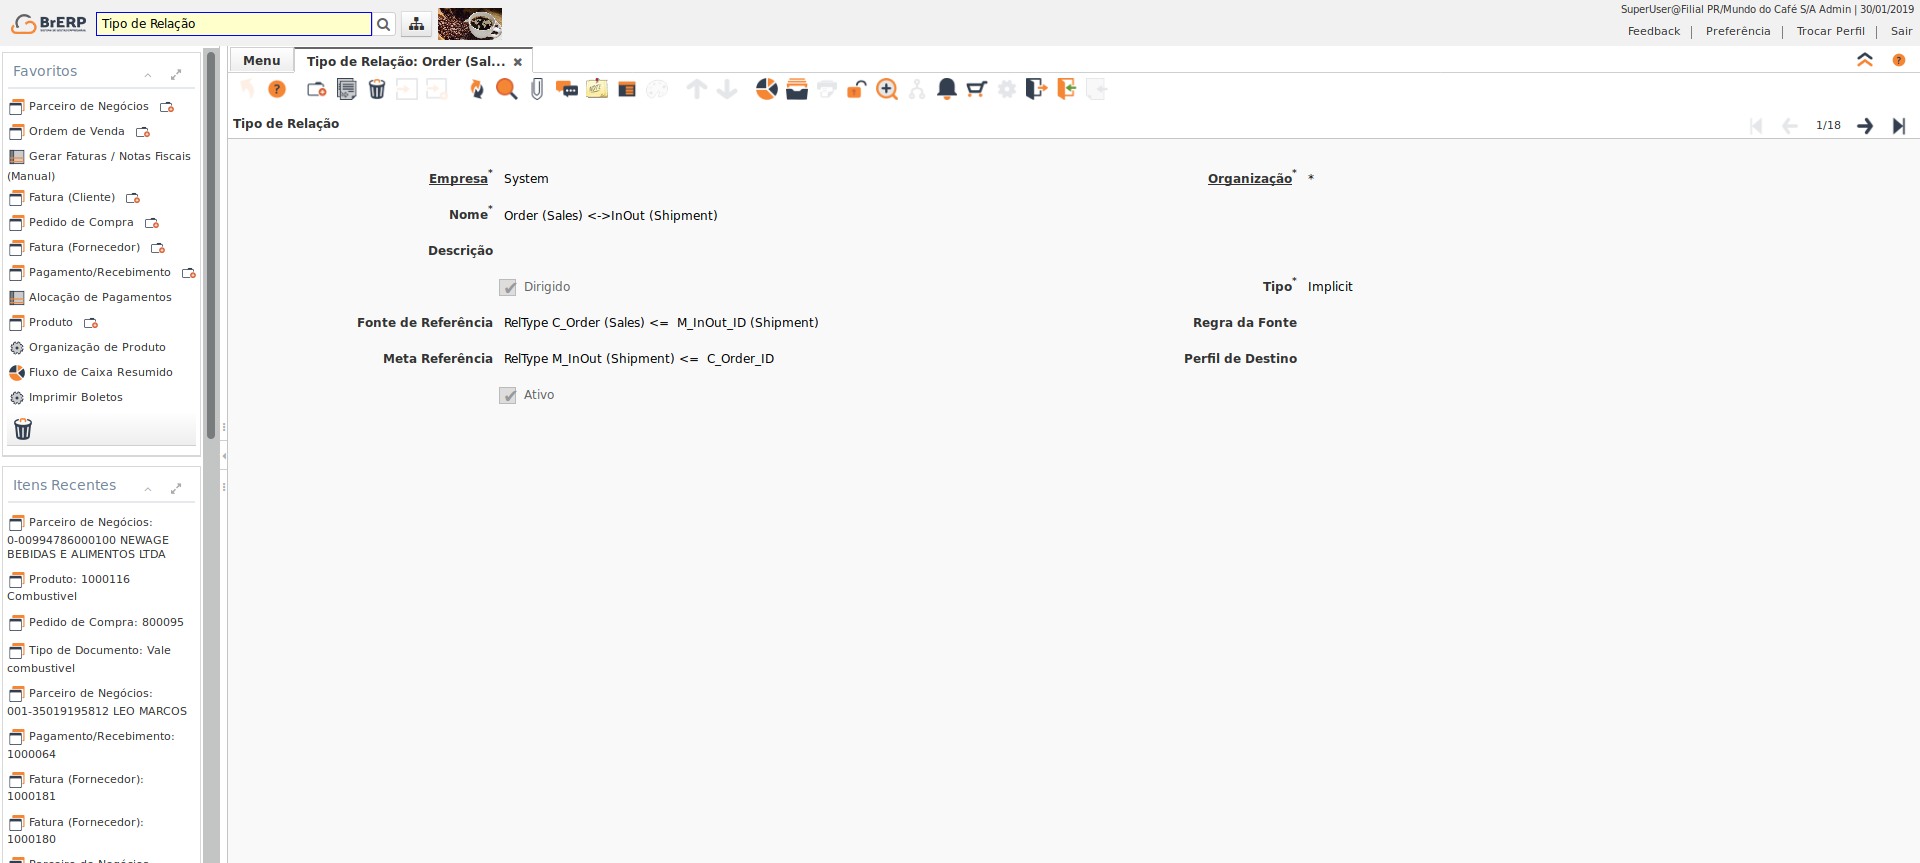 BrERP
Tipo de Relação
SuperUser@Filial PR/Mundo do Café S/A Admin | 30/01/2019
Feedback | Preferência | Trocar Perfil | Sair
Favoritos
Parceiro de Negócios
Ordem de Venda
Gerar Faturas / Notas Fiscais
(Manual)
Fatura (Cliente)
Pedido de Compra
Fatura (Fornecedor)
Pagamento/Recebimento
Alocação de Pagamentos
Produto
Organização de Produto
Fluxo de Caixa Resumido
Imprimir Boletos
Itens Recentes
Parceiro de Negócios:
0-00994786000100 NEWAGE
BEBIDAS E ALIMENTOS LTDA
Produto: 1000116
Combustivel
Pedido de Compra: 800095
Tipo de Documento: Vale
combustivel
Parceiro de Negócios:
001-35019195812 LEO MARCOS
Pagamento/Recebimento:
1000064
Fatura (Fornecedor):
1000181
Fatura (Fornecedor):
1000180
Parceiro de Negócios
Menu
Tipo de Relação: Order (Sal...
Tipo de Relação
1/18
Empresa* System
Organização* *
Nome* Order (Sales) <->InOut (Shipment)
Descrição
Dirigido
Tipo* Implicit
Fonte de Referência RelType C_Order (Sales) <= M_InOut_ID (Shipment)
Regra da Fonte
Meta Referência RelType M_InOut (Shipment) <= C_Order_ID
Perfil de Destino
Ativo